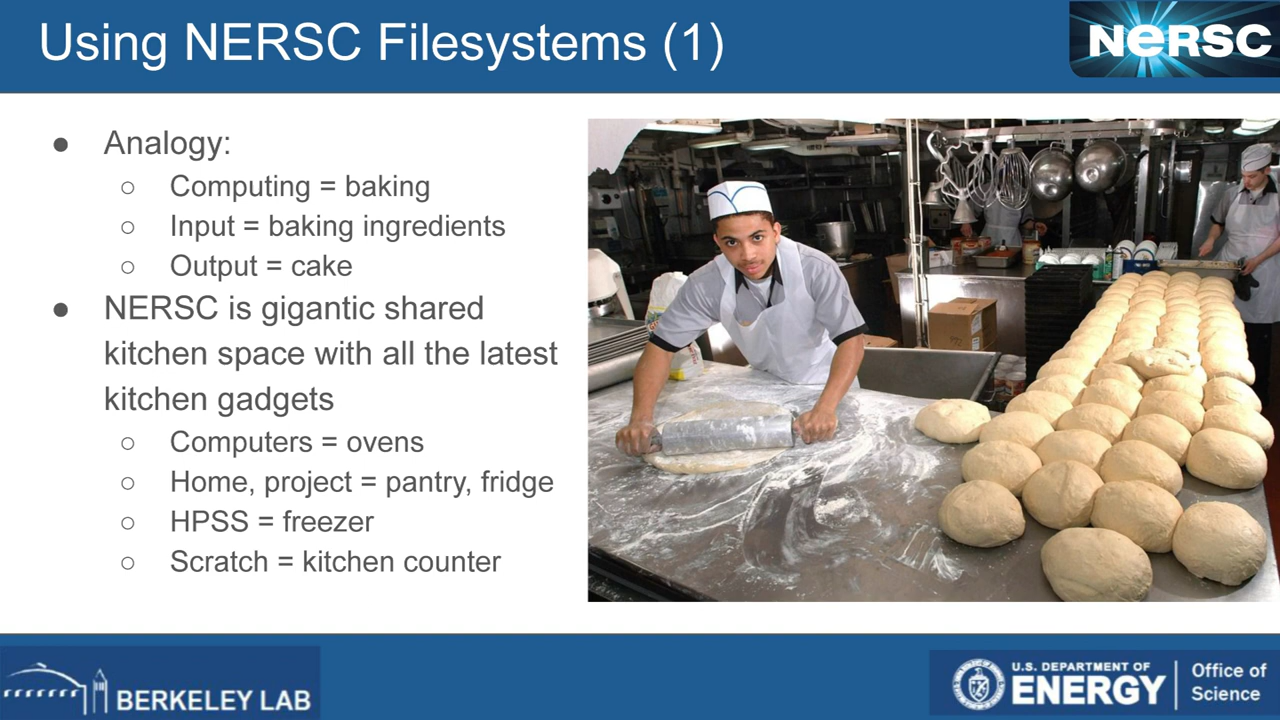 Using NERSC Filesystems (1)
NERSC
● Analogy:
○ Computing = baking
○ Input = baking ingredients
○ Output = cake
● NERSC is gigantic shared
kitchen space with all the latest
kitchen gadgets
○ Computers = ovens
○ Home, project = pantry, fridge
○ HPSS = freezer
○ Scratch = kitchen counter
BERKELEY LAB
U.S. DEPARTMENT OF
ENERGY
Office of
Science